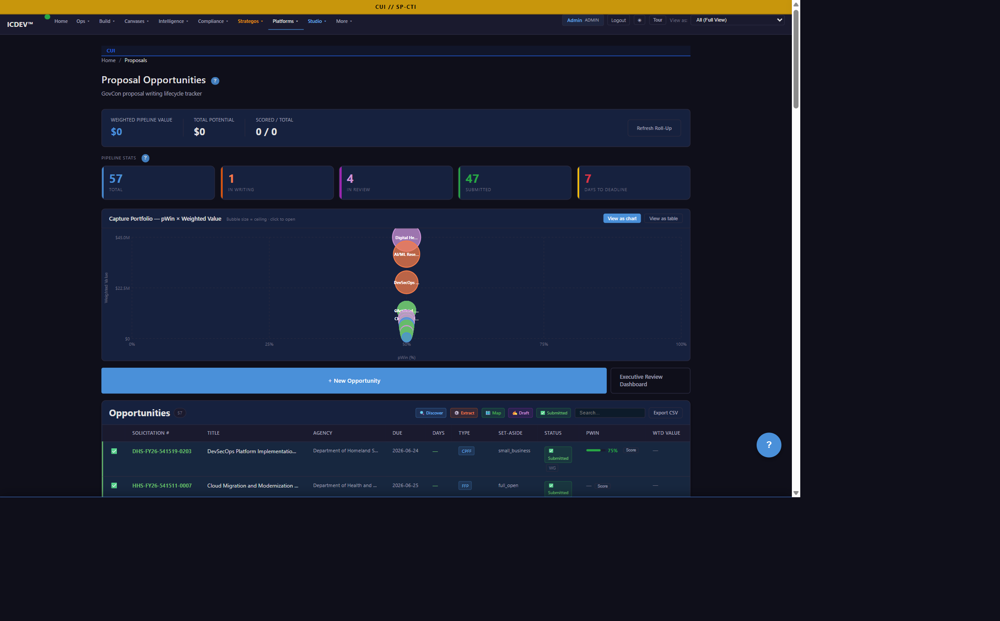 CUI // SP-CTI
ICDEV™
Home
Ops
Build
Canvases
Intelligence
Compliance
Strategos
Platforms
Studio
More
Admin ADMIN
Logout
Tour
View as:
All (Full View)
CUI
Home / Proposals
Proposal Opportunities ?
GovCon proposal writing lifecycle tracker
WEIGHTED PIPELINE VALUE
$0
TOTAL POTENTIAL
$0
SCORED / TOTAL
0 / 0
Refresh Roll-Up
PIPELINE STATS ?
57
TOTAL
1
IN WRITING
4
IN REVIEW
47
SUBMITTED
7
DAYS TO DEADLINE
Capture Portfolio — pWin × Weighted Value
Bubble size = ceiling · click to open
View as chart
View as table
Weighted Value
$45.0M
$22.5M
$0
Digital He...
AI/ML Rese...
DevSecOps ...
0%
25%
50%
75%
100%
pWin (%)
+ New Opportunity
Executive Review
Dashboard
Opportunities 57
Discover
Extract
Map
Draft
Submitted
Search...
Export CSV
SOLICITATION # TITLE AGENCY DUE DAYS TYPE SET-ASIDE STATUS PWIN WTD VALUE
DHS-FY26-541519-0203 DevSecOps Platform Implementatio... Department of Homeland S... 2026-06-24 — CPFF small_business Submitted 75% Score —
WG
HHS-FY26-541511-0007 Cloud Migration and Modernization ... Department of Health and ... 2026-06-25 — FFP full_open Submitted — Score —
?